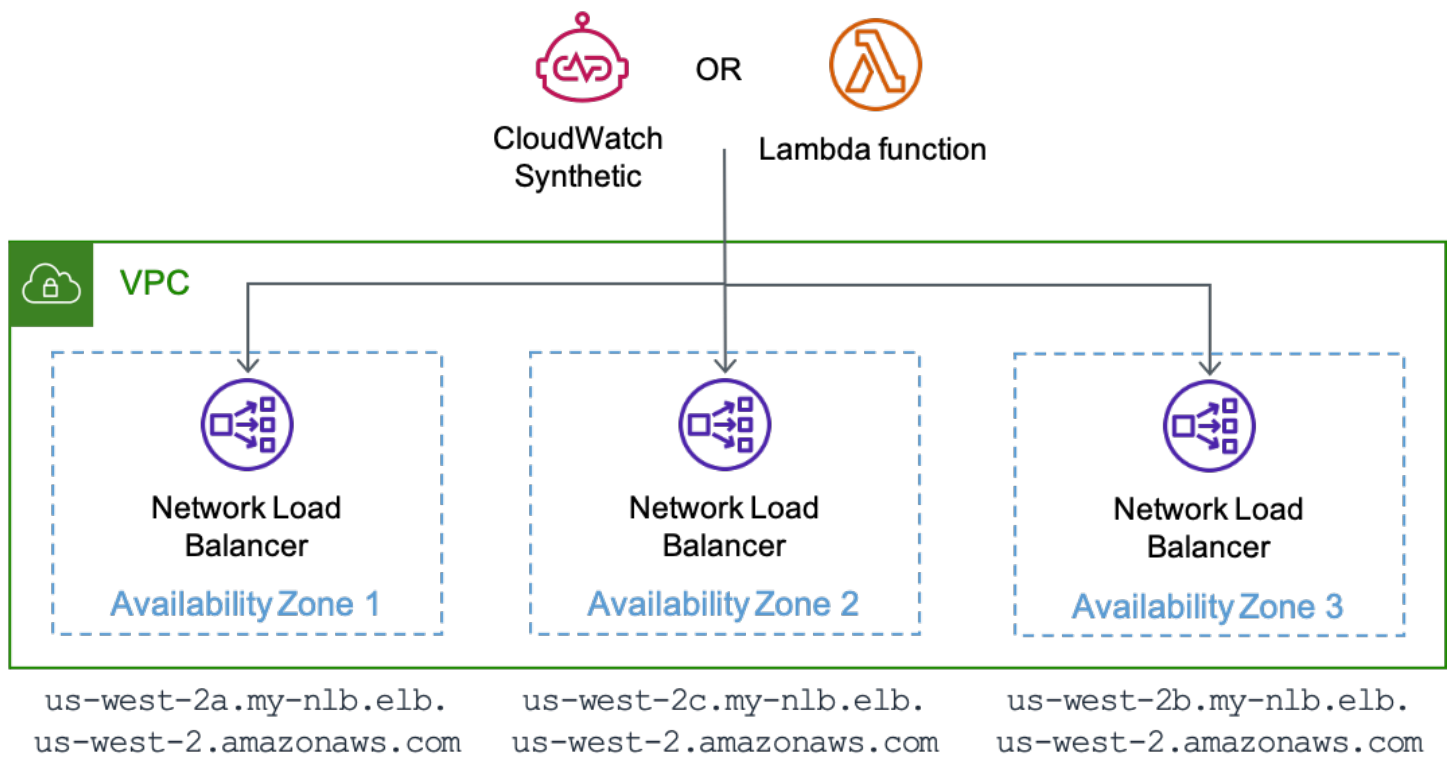 OR
CloudWatch
Synthetic
Lambda function
VPC
Network Load
Balancer
Availability Zone 1
Network Load
Balancer
Availability Zone 2
Network Load
Balancer
Availability Zone 3
us-west-2a.my-nlb.elb.
us-west-2.amazonaws.com
us-west-2c.my-nlb.elb.
us-west-2.amazonaws.com
us-west-2b.my-nlb.elb.
us-west-2.amazonaws.com